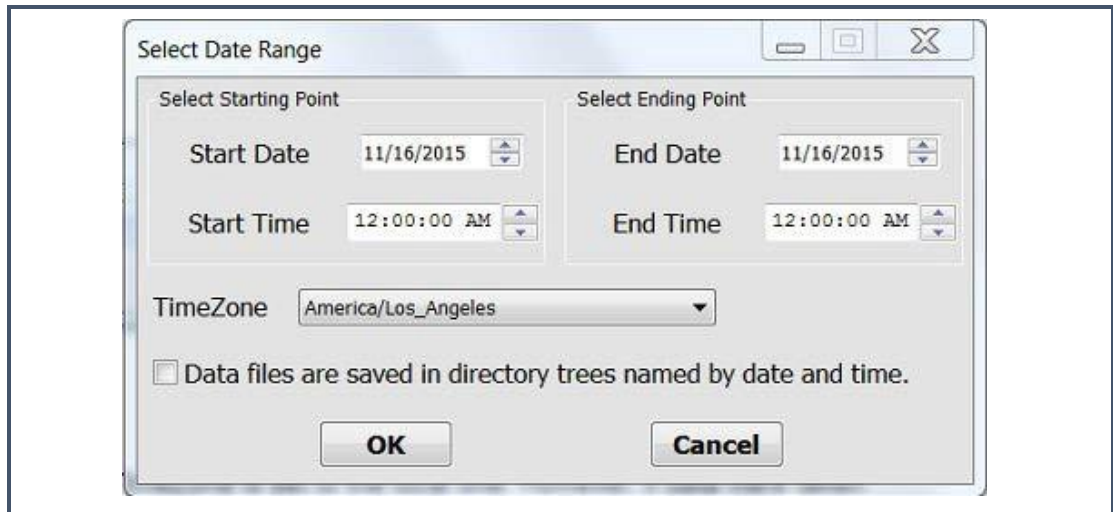 Select Date Range
Select Starting Point
Start Date 11/16/2015
Start Time 12:00:00 AM
Select Ending Point
End Date 11/16/2015
End Time 12:00:00 AM
TimeZone America/Los_Angeles
Data files are saved in directory trees named by date and time.
OK Cancel